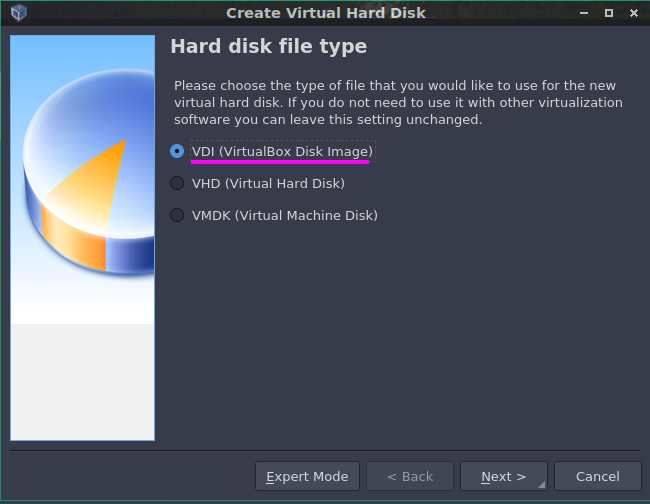 Create Virtual Hard Disk
Hard disk file type
Please choose the type of file that you would like to use for the new
virtual hard disk. If you do not need to use it with other virtualization
software you can leave this setting unchanged.
VDI (VirtualBox Disk Image)
VHD (Virtual Hard Disk)
VMDK (Virtual Machine Disk)
Expert Mode
< Back
Next >
Cancel